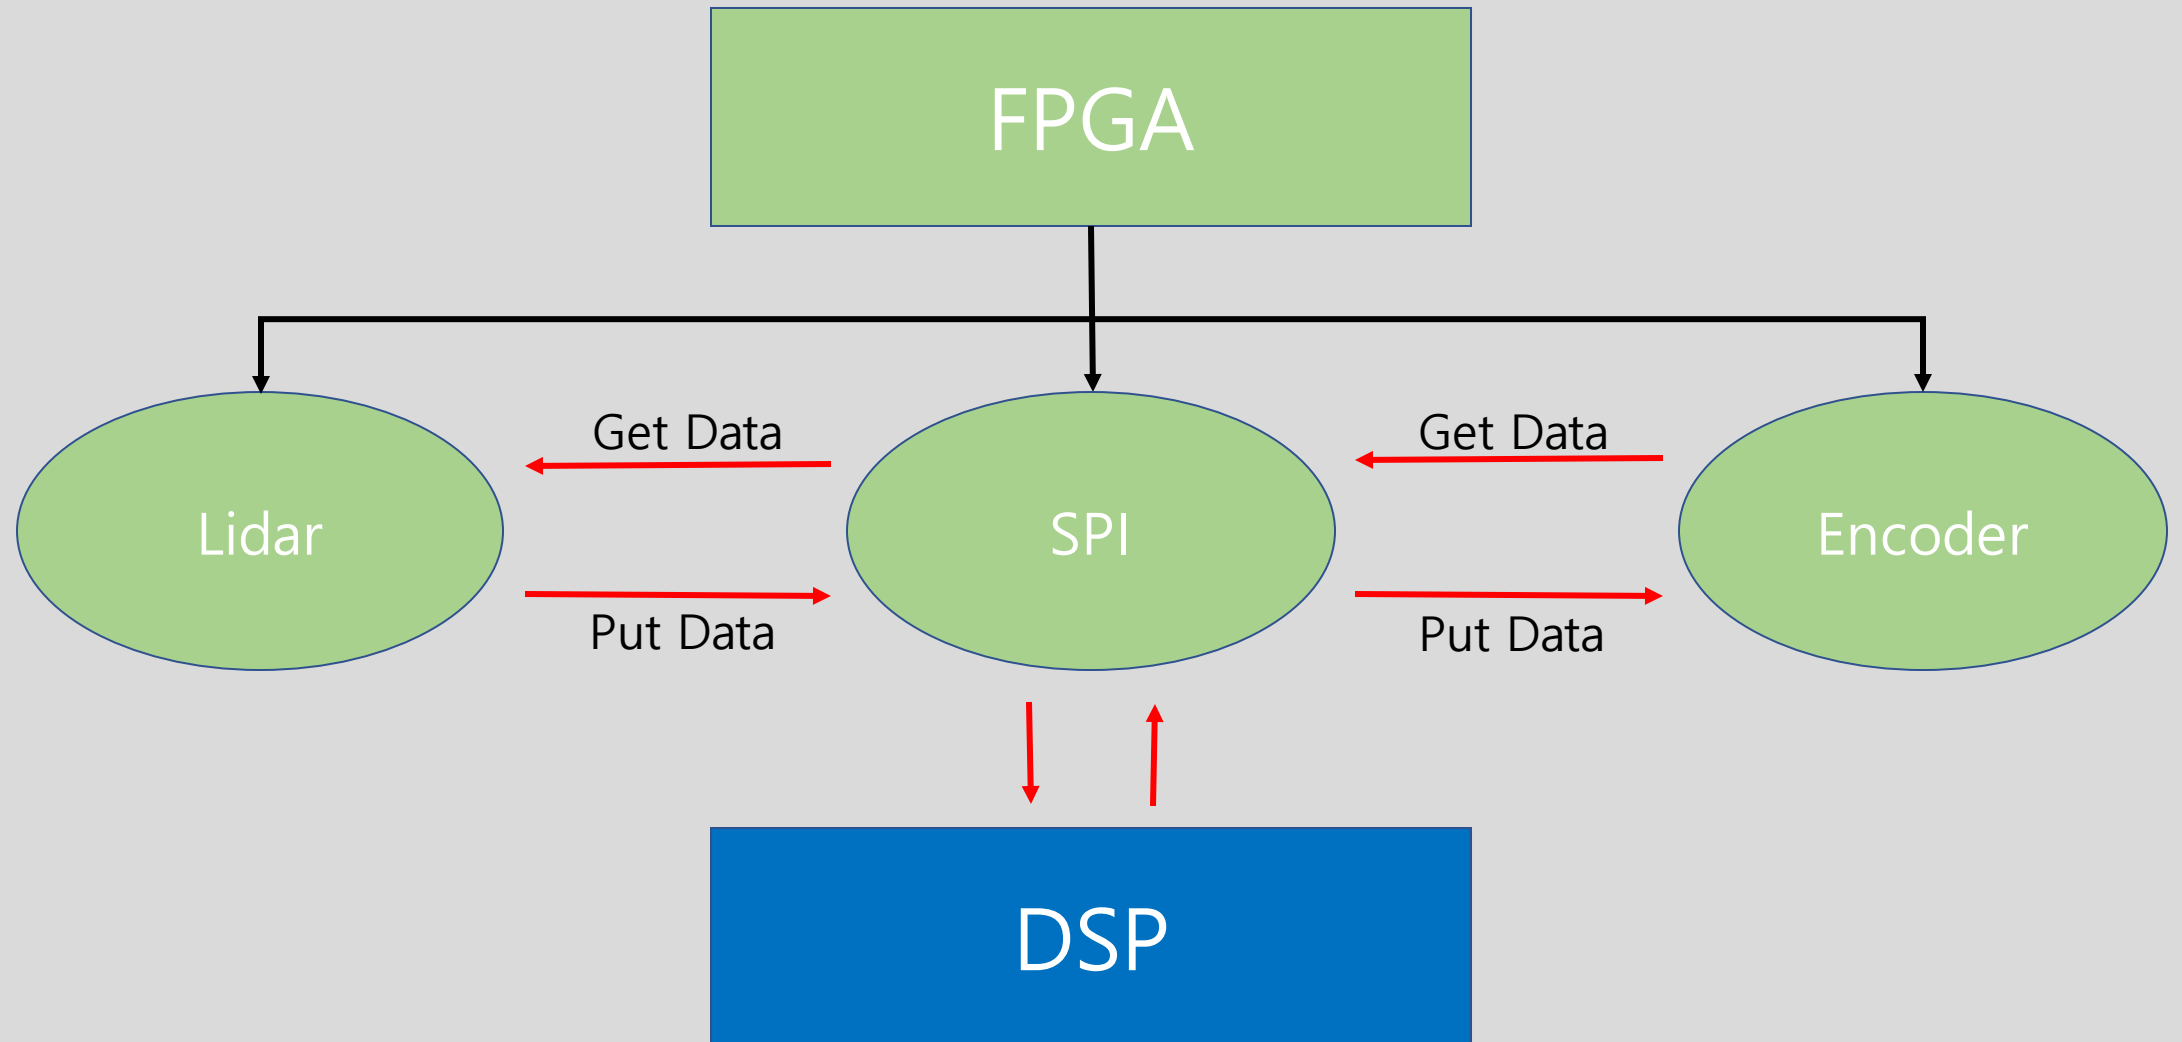 FPGA
Get Data
Get Data
Lidar
SPI
Encoder
Put Data
Put Data
DSP